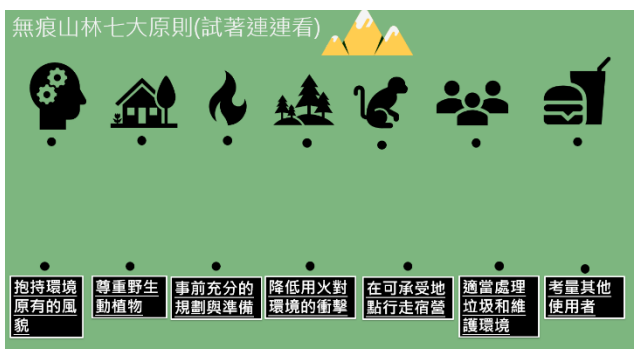 無痕山林七大原則(試著連連看)
抱持環境
原有的風
貌
尊重野生
動植物
事前充分的
規劃與準備
降低用火對
環境的衝擊
在可承受地
點行走宿營
適當處理
垃圾和維
護環境
考量其他
使用者